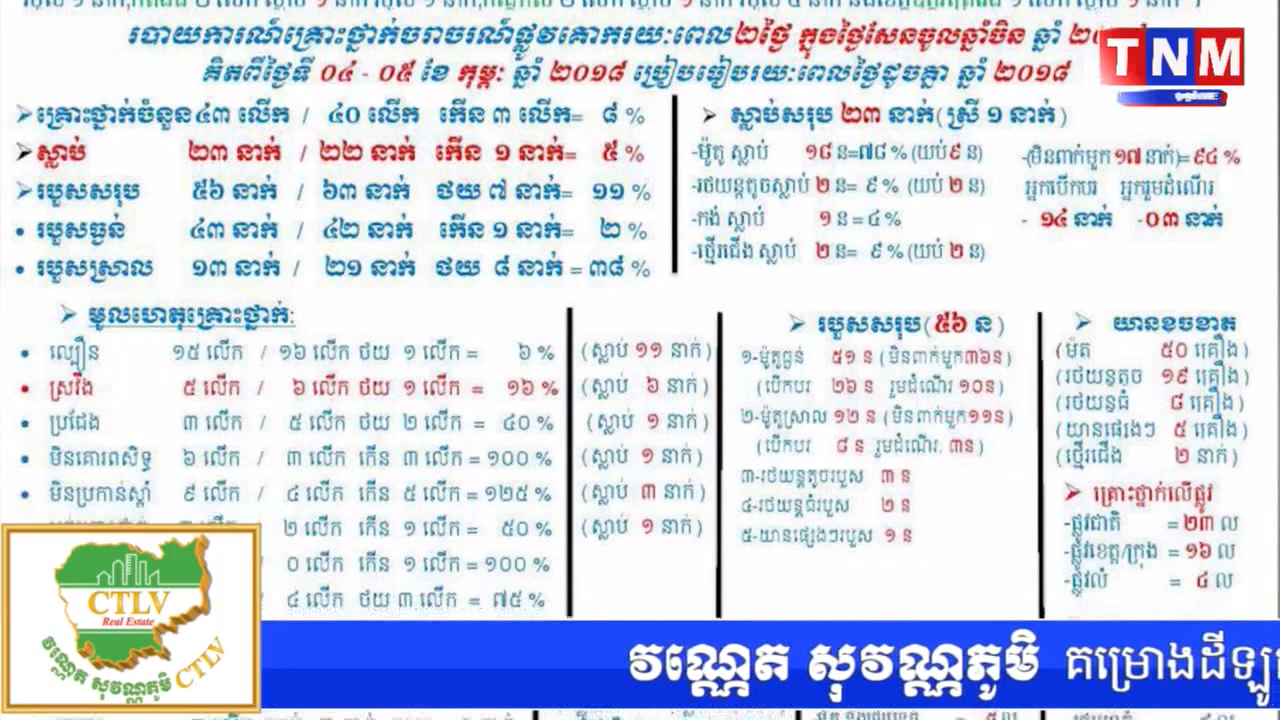 របាយការណ៍គ្រោះថ្នាក់ចរាចរណ៍ផ្លូវគោករយៈពេល២ថ្ងៃ ក្នុងថ្ងៃសែនចូលឆ្នាំចិន ឆ្នាំ
គិតពីថ្ងៃទី ០៤ - ០៥ ខែ កុម្ភៈ ឆ្នាំ ២០១៨ ប្រៀបធៀបរយៈពេលថ្ងៃដូចគ្នា ឆ្នាំ ២០១៨
TNM
គ្រោះថ្នាក់ចំនួន ៤៣ លើក / ៤០ លើក កើន ៣ លើក= ៨ %
ស្លាប់ ២៣ នាក់ / ២២ នាក់ កើន ១ នាក់= ៥ %
របួសសរុប ៥៦ នាក់ / ៦៣ នាក់ ថយ ៧ នាក់= ១១ %
របួសធ្ងន់ ៤៣ នាក់ / ៤២ នាក់ កើន ១ នាក់= ២ %
របួសស្រាល ១៣ នាក់ / ២១ នាក់ ថយ ៨ នាក់ = ៣៨ %
ស្លាប់សរុប ២៣ នាក់ (ស្រី ១ នាក់)
-ម៉ូតូ ស្លាប់ ១៨ ន=៧៨ % (យប់៩ ន)
-រថយន្តតូចស្លាប់ ២ ន= ៩ % (យប់ ២ ន)
-កង់ ស្លាប់ ១ ន =៤ %
-ថ្មើរជើង ស្លាប់ ២ ន= ៩ % (យប់ ២ ន)
-(មិនពាក់មួក ១៧ នាក់)= ៩៤ %
អ្នកបើកបរ អ្នករួមដំណើរ
- ១៤ នាក់ -០៣ នាក់
មូលហេតុគ្រោះថ្នាក់:
ល្បឿន ១៥ លើក / ១៦ លើក ថយ ១ លើក = ៦ % (ស្លាប់ ១១ នាក់)
ស្រវឹង ៥ លើក / ៦ លើក ថយ ១ លើក = ១៦ % (ស្លាប់ ៦ នាក់)
ប្រជែង ៣ លើក / ៥ លើក ថយ ២ លើក = ៤០ % (ស្លាប់ ១ នាក់)
មិនគោរពសិទ្ធ ៦ លើក / ៣ លើក កើន ៣ លើក =១០០ % (ស្លាប់ ១ នាក់)
មិនប្រកាន់ស្តាំ ៩ លើក / ៤ លើក កើន ៥ លើក =១២៥ % (ស្លាប់ ៣ នាក់)
២ លើក កើន ១ លើក = ៥០ % (ស្លាប់ ១ នាក់)
០ លើក កើន ១ លើក =១០០ %
៤ លើក ថយ ៣ លើក = ៧៥ %
របួសសរុប (៥៦ ន)
១-ម៉ូតូធ្ងន់ ៥១ ន (មិនពាក់មួក៣៦ន)
(បើកបរ ២៦ ន រួមដំណើរ ១០ន)
២-ម៉ូតូស្រាល ១២ ន (មិនពាក់មួក១១ន)
(បើកបរ ៨ ន រួមដំណើរ ៣ន)
៣-រថយន្តតូចរបួស ៣ ន
៤-រថយន្តធំរបួស ២ ន
៥-យានផ្សេងៗរបួស ១ ន
យានខូចខាត
(ម៉ូតូ ៥០ គ្រឿង)
(រថយន្តតូច ១៩ គ្រឿង)
(រថយន្តធំ ៨ គ្រឿង)
(យានផ្សេងៗ ៥ គ្រឿង)
(ថ្មើរជើង ២ នាក់)
គ្រោះថ្នាក់លើផ្លូវ
-ផ្លូវជាតិ = ២៣ ល
-ផ្លូវខេត្ត/ក្រុង = ១៦ ល
-ផ្លូវលំ = ៤ ល
CTLV
Real Estate
វណ្ណេត សុវណ្ណភូមិ CTLV
វណ្ណេត សុវណ្ណភូមិ គម្រោងដីឡូ